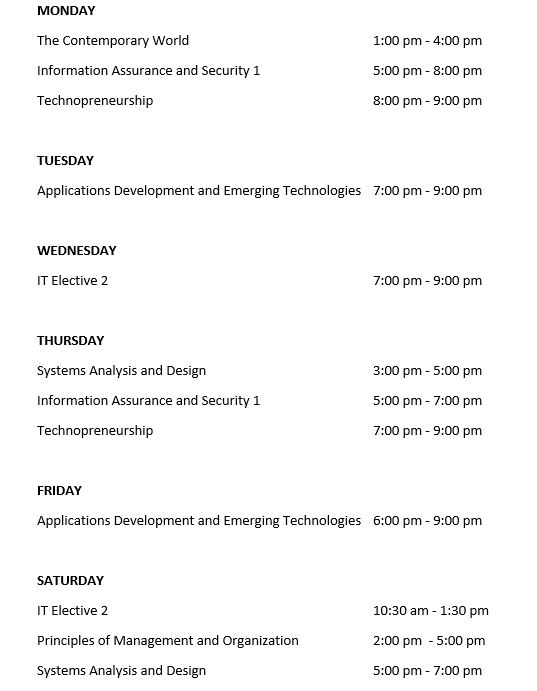 MONDAY
The Contemporary World 1:00 pm - 4:00 pm
Information Assurance and Security 1 5:00 pm - 8:00 pm
Technopreneurship 8:00 pm - 9:00 pm
TUESDAY
Applications Development and Emerging Technologies 7:00 pm - 9:00 pm
WEDNESDAY
IT Elective 2 7:00 pm - 9:00 pm
THURSDAY
Systems Analysis and Design 3:00 pm - 5:00 pm
Information Assurance and Security 1 5:00 pm - 7:00 pm
Technopreneurship 7:00 pm - 9:00 pm
FRIDAY
Applications Development and Emerging Technologies 6:00 pm - 9:00 pm
SATURDAY
IT Elective 2 10:30 am - 1:30 pm
Principles of Management and Organization 2:00 pm - 5:00 pm
Systems Analysis and Design 5:00 pm - 7:00 pm